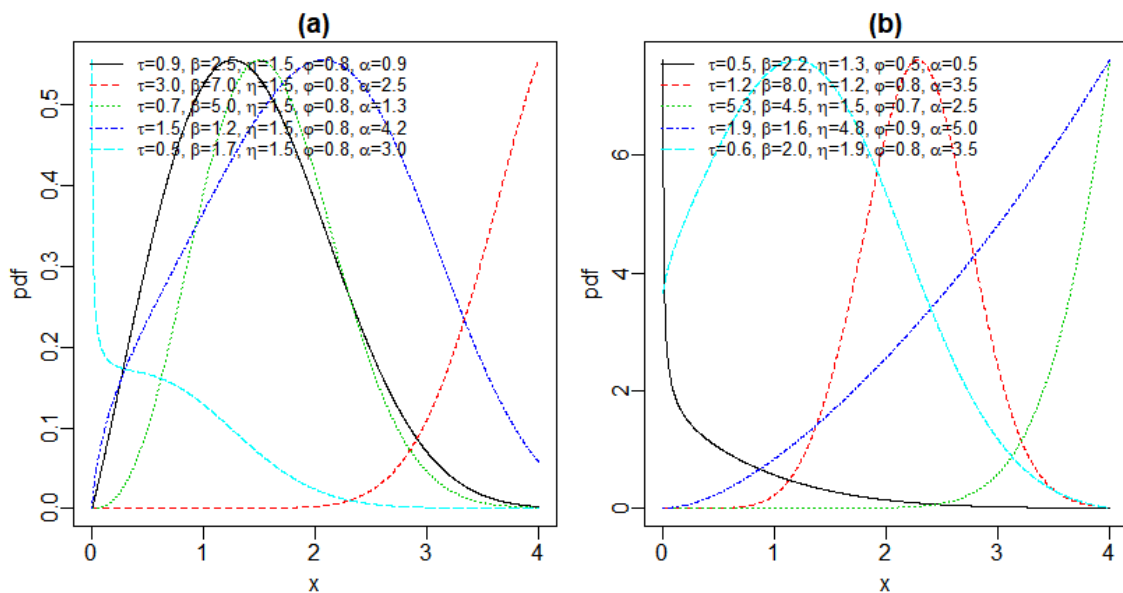 (a)
τ=0.9, β=2.5, η=1.5, φ=0.8, α=0.9
τ=3.0, β=7.0, η=1.5, φ=0.8, α=2.5
τ=0.7, β=5.0, η=1.5, φ=0.8, α=1.3
τ=1.5, β=1.2, η=1.5, φ=0.8, α=4.2
τ=0.5, β=1.7, η=1.5, φ=0.8, α=3.0
pdf
0.5
0.4
0.3
0.2
0.1
0.0
0 1 2 3 4
x
(b)
τ=0.5, β=2.2, η=1.3, φ=0.5, α=0.5
τ=1.2, β=8.0, η=1.2, φ=0.8, α=3.5
τ=5.3, β=4.5, η=1.5, φ=0.7, α=2.5
τ=1.9, β=1.6, η=4.8, φ=0.9, α=5.0
τ=0.6, β=2.0, η=1.9, φ=0.8, α=3.5
pdf
6
4
2
0
0 1 2 3 4
x